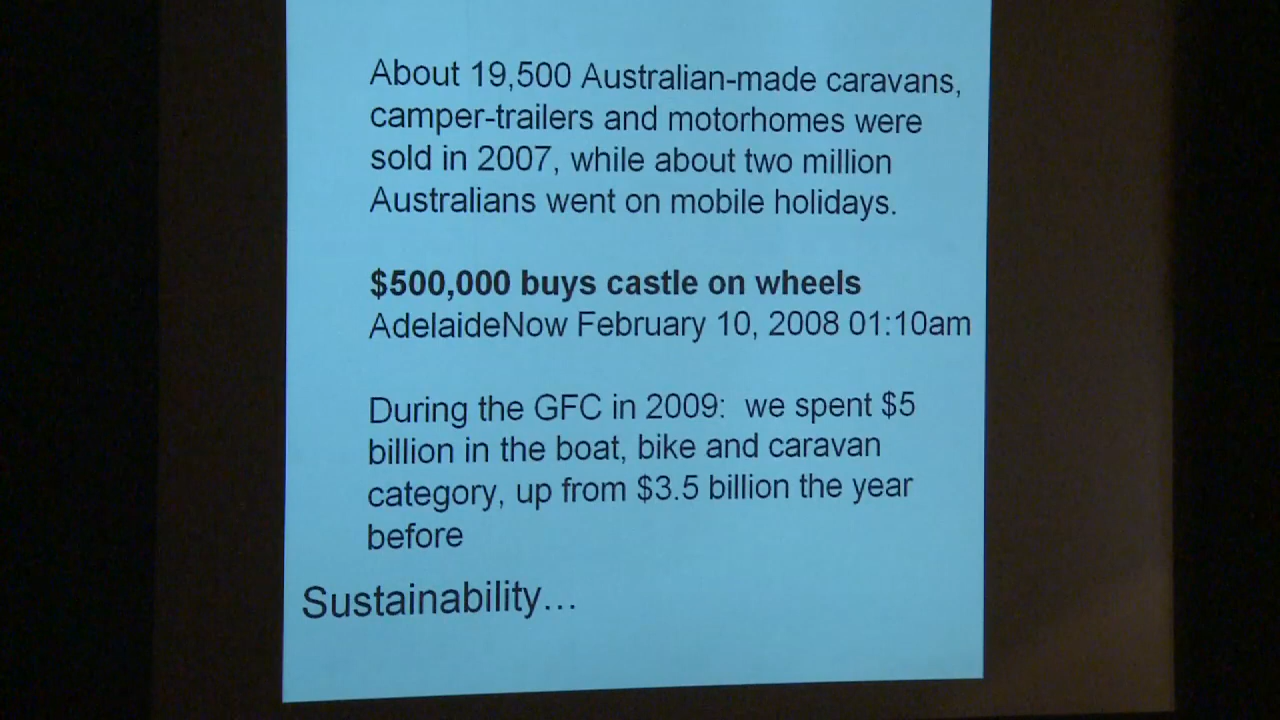 About 19,500 Australian-made caravans,
camper-trailers and motorhomes were
sold in 2007, while about two million
Australians went on mobile holidays.
$500,000 buys castle on wheels
AdelaideNow February 10, 2008 01:10am
During the GFC in 2009:  we spent $5
billion in the boat, bike and caravan
category, up from $3.5 billion the year
before
Sustainability...